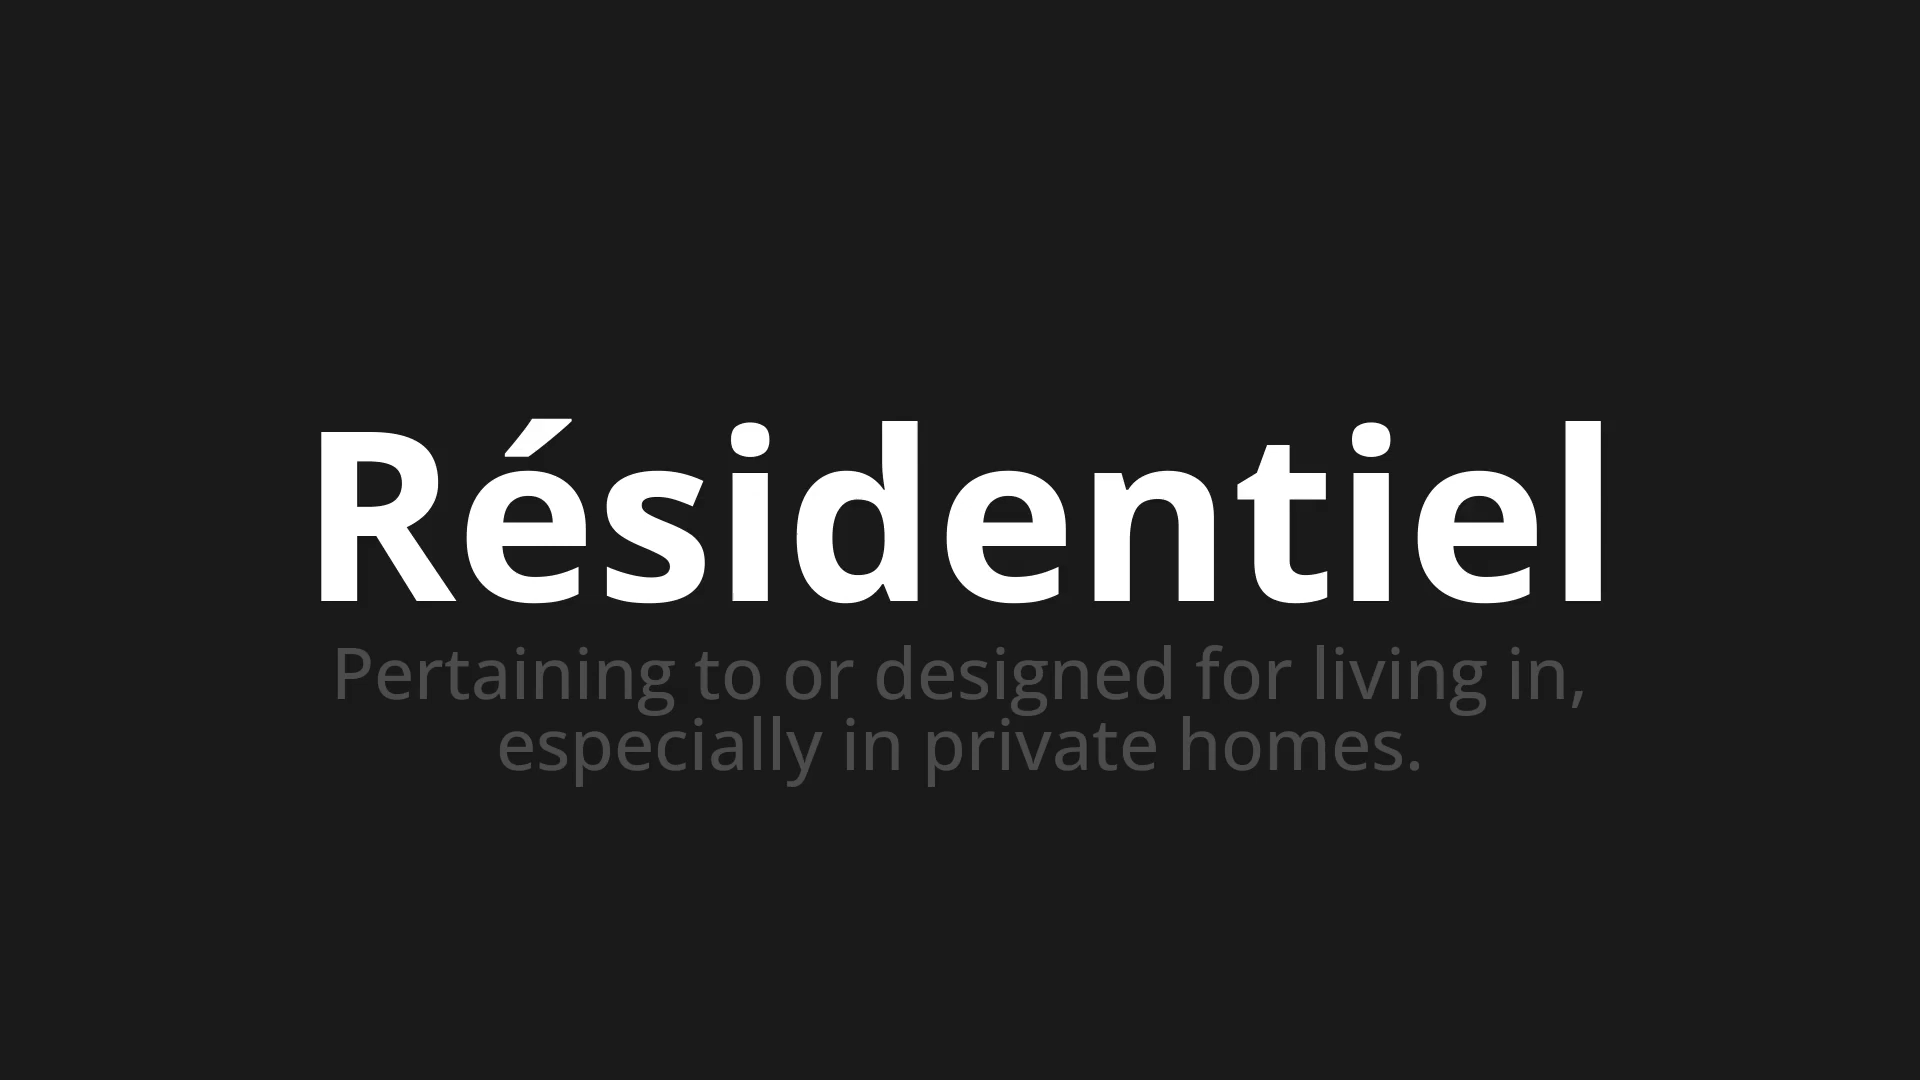 Résidentiel
Pertaining to or designed for living in,
especially in private homes.